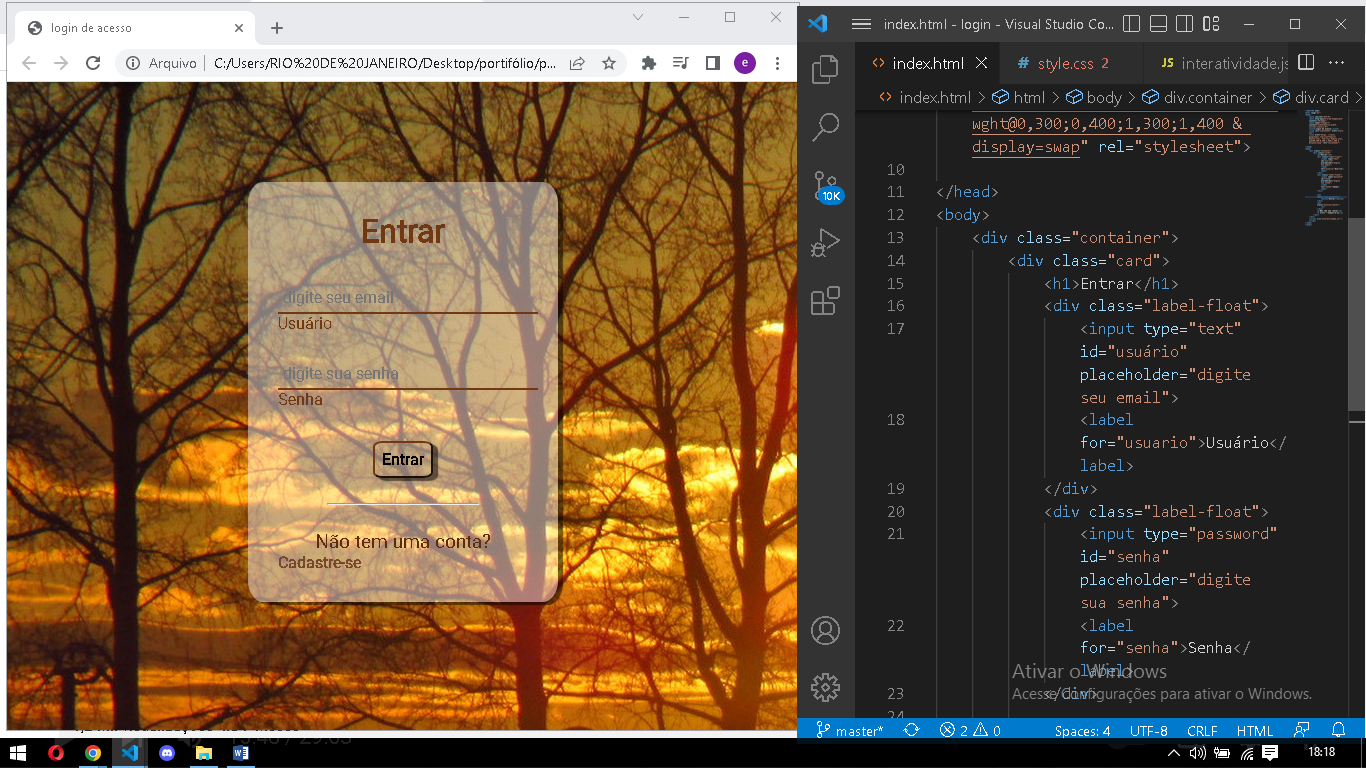 login de acesso
Arquivo
C:/Users/RIO%20DE%20JANEIRO/Desktop/portifólio/p...
e
Entrar
digite seu email
Usuário
digite sua senha
Senha
Entrar
Não tem uma conta?
Cadastre-se
index.html - login - Visual Studio Co...
index.html
# style.css 2
JS interatividade.js
index.html > html > body > div.container > div.card >
wght@0,300;0,400;1,300;1,400 &
display=swap" rel="stylesheet">
10
11 </head>
12 <body>
13 <div class="container">
14 <div class="card">
15 <h1>Entrar</h1>
16 <div class="label-float">
17 <input type="text"
id="usuário"
placeholder="digite
seu email">
18 <label
for="usuario">Usuário</
label>
19 </div>
20 <div class="label-float">
21 <input type="password"
id="senha"
placeholder="digite
sua senha">
22 <label
for="senha">Senha</
label>
23 </div>
24
10K
Ativar o Windows
Acesse Configurações para ativar o Windows.
master*
2 0
Spaces: 4
UTF-8
CRLF
HTML
18:18